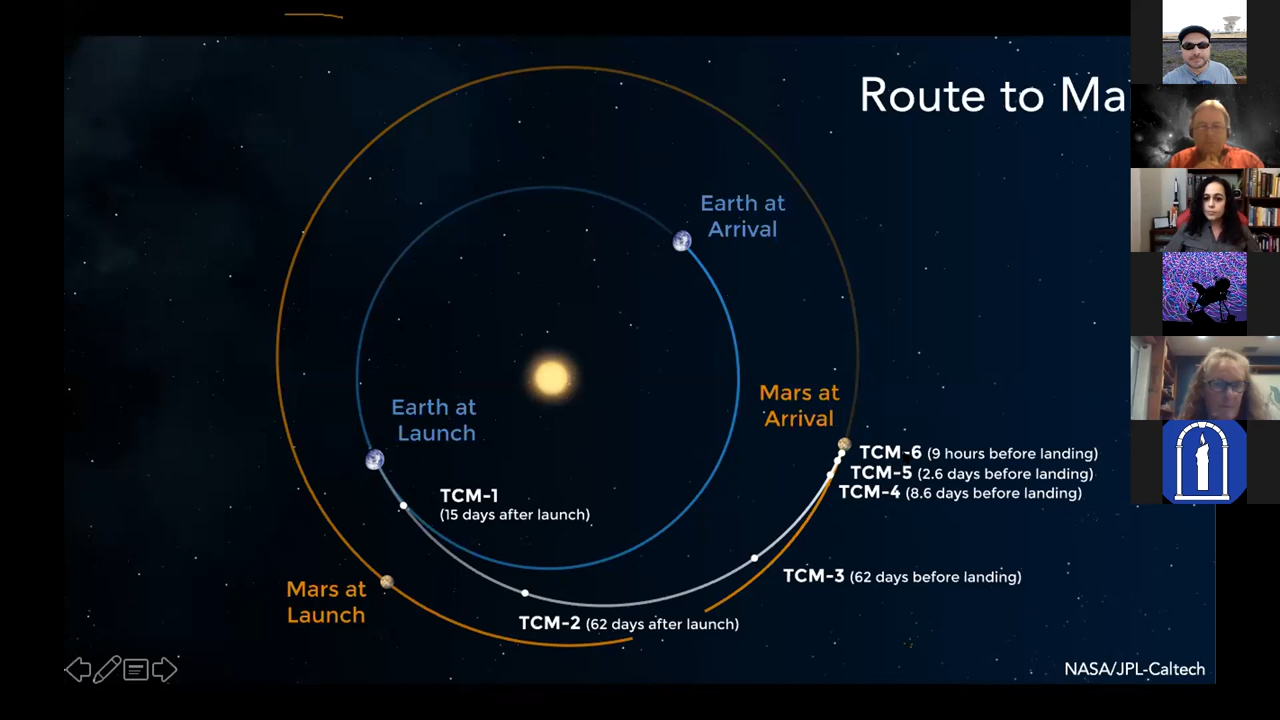 Route to Ma
Earth at
Arrival
Mars at
Arrival
Earth at
Launch
TCM-6 (9 hours before landing)
TCM-5 (2.6 days before landing)
TCM-4 (8.6 days before landing)
TCM-1
(15 days after launch)
TCM-3 (62 days before landing)
Mars at
Launch
TCM-2 (62 days after launch)
NASA/JPL-Caltech